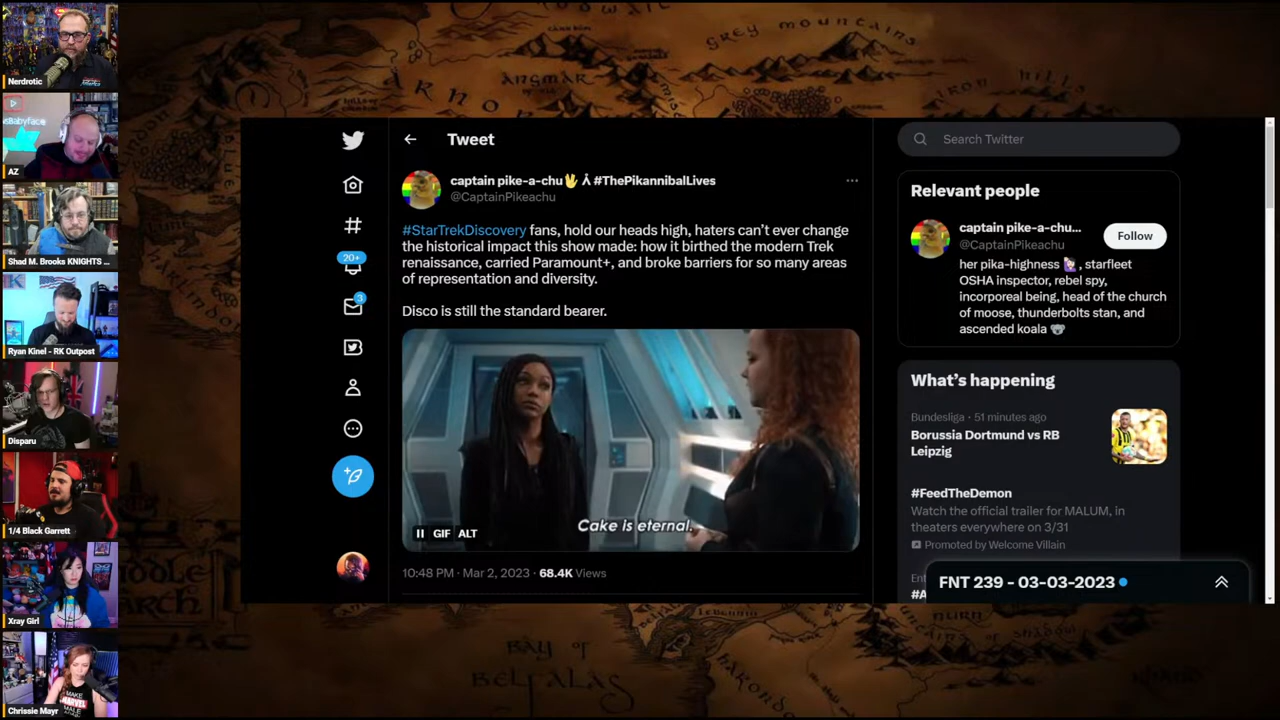 Nerdrotic
AZ
Shad M. Brooks KNIGHTS ...
Ryan Kinel - RK Outpost
Disparu
1/4 Black Garrett
Xray Girl
Chrissie Mayr
MAKE
MARVEL
MALE
GREY MOUNTAINS
ANGMAR
BAY OF
BELFALAS
20+
3
Tweet
captain pike-a-chu🖖 #ThePikannibalLives
@CaptainPikeachu
#StarTrekDiscovery fans, hold our heads high, haters can't ever change
the historical impact this show made: how it birthed the modern Trek
renaissance, carried Paramount+, and broke barriers for so many areas
of representation and diversity.
Disco is still the standard bearer.
Cake is eternal.
GIF ALT
10:48 PM · Mar 2, 2023 · 68.4K Views
Search Twitter
Relevant people
captain pike-a-chu...
@CaptainPikeachu
Follow
her pika-highness 🙋🏻‍♀️, starfleet
OSHA inspector, rebel spy,
incorporeal being, head of the church
of moose, thunderbolts stan, and
ascended koala 🐨
What's happening
Bundesliga · 51 minutes ago
Borussia Dortmund vs RB
Leipzig
#FeedTheDemon
Watch the official trailer for MALUM, in
theaters everywhere on 3/31
Promoted by Welcome Villain
FNT 239 - 03-03-2023